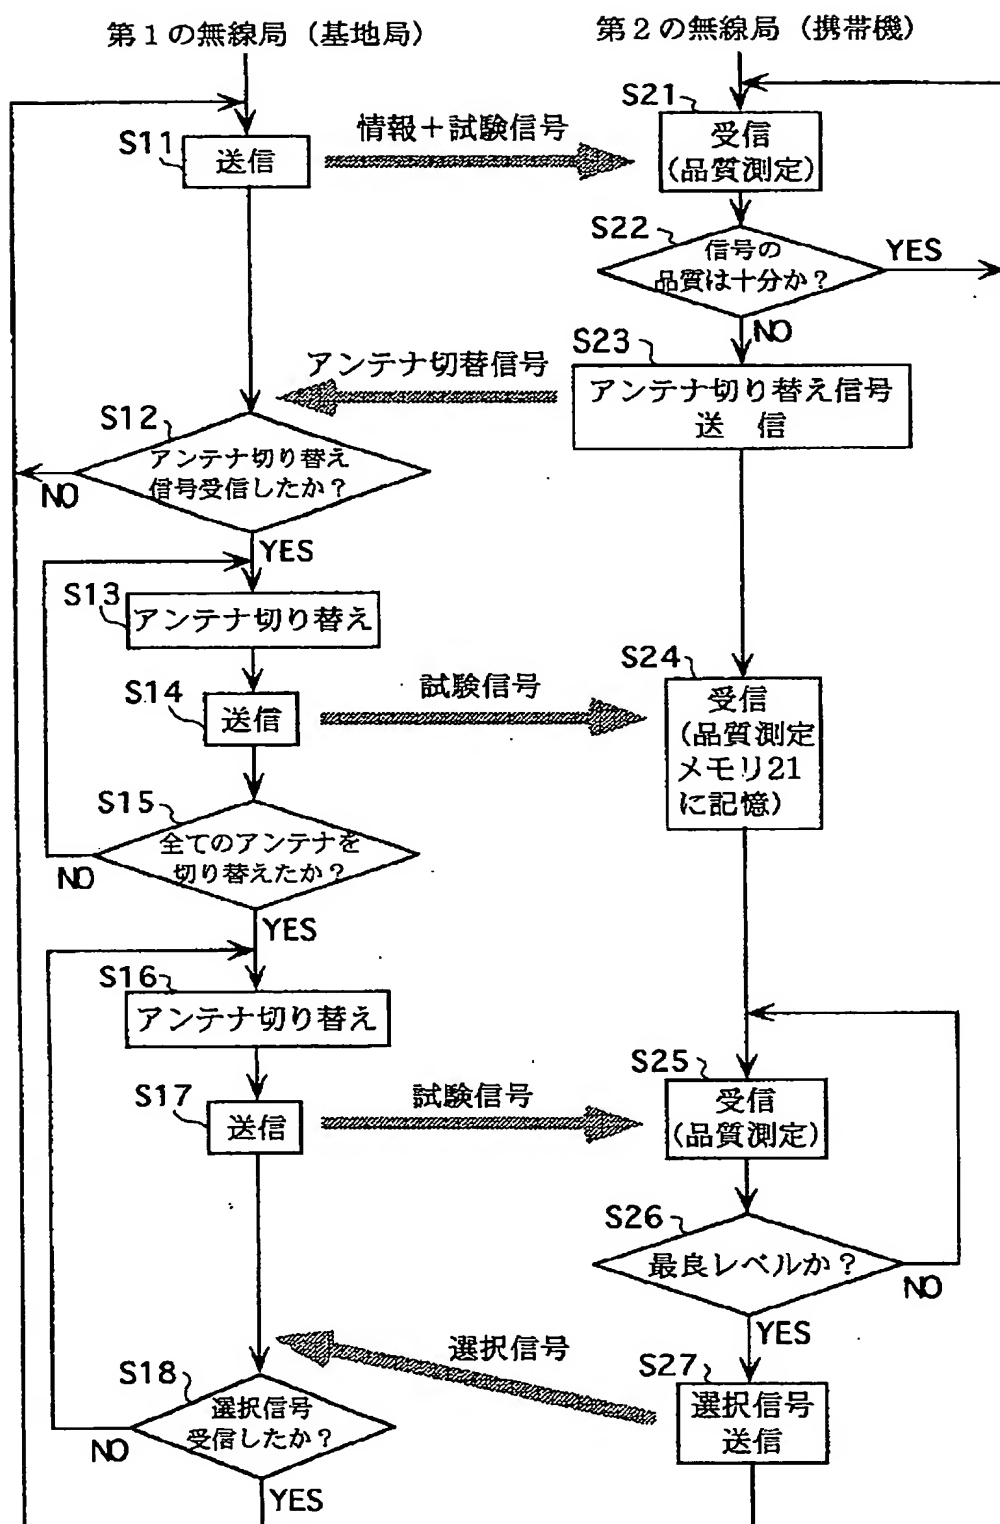 第1の無線局（基地局）
第2の無線局（携帯機）
S11
送信
情報＋試験信号
S21
受信
(品質測定)
S22
信号の
品質は十分か？
YES
NO
S23
アンテナ切り替え信号
送　信
アンテナ切替信号
S12
アンテナ切り替え
信号受信したか？
NO
YES
S13
アンテナ切り替え
S14
送信
試験信号
S24
受信
(品質測定
メモリ21
に記憶)
S15
全てのアンテナを
切り替えたか？
NO
YES
S16
アンテナ切り替え
S17
送信
試験信号
S25
受信
(品質測定)
S26
最良レベルか？
NO
YES
選択信号
S27
選択信号
送信
S18
選択信号
受信したか？
NO
YES